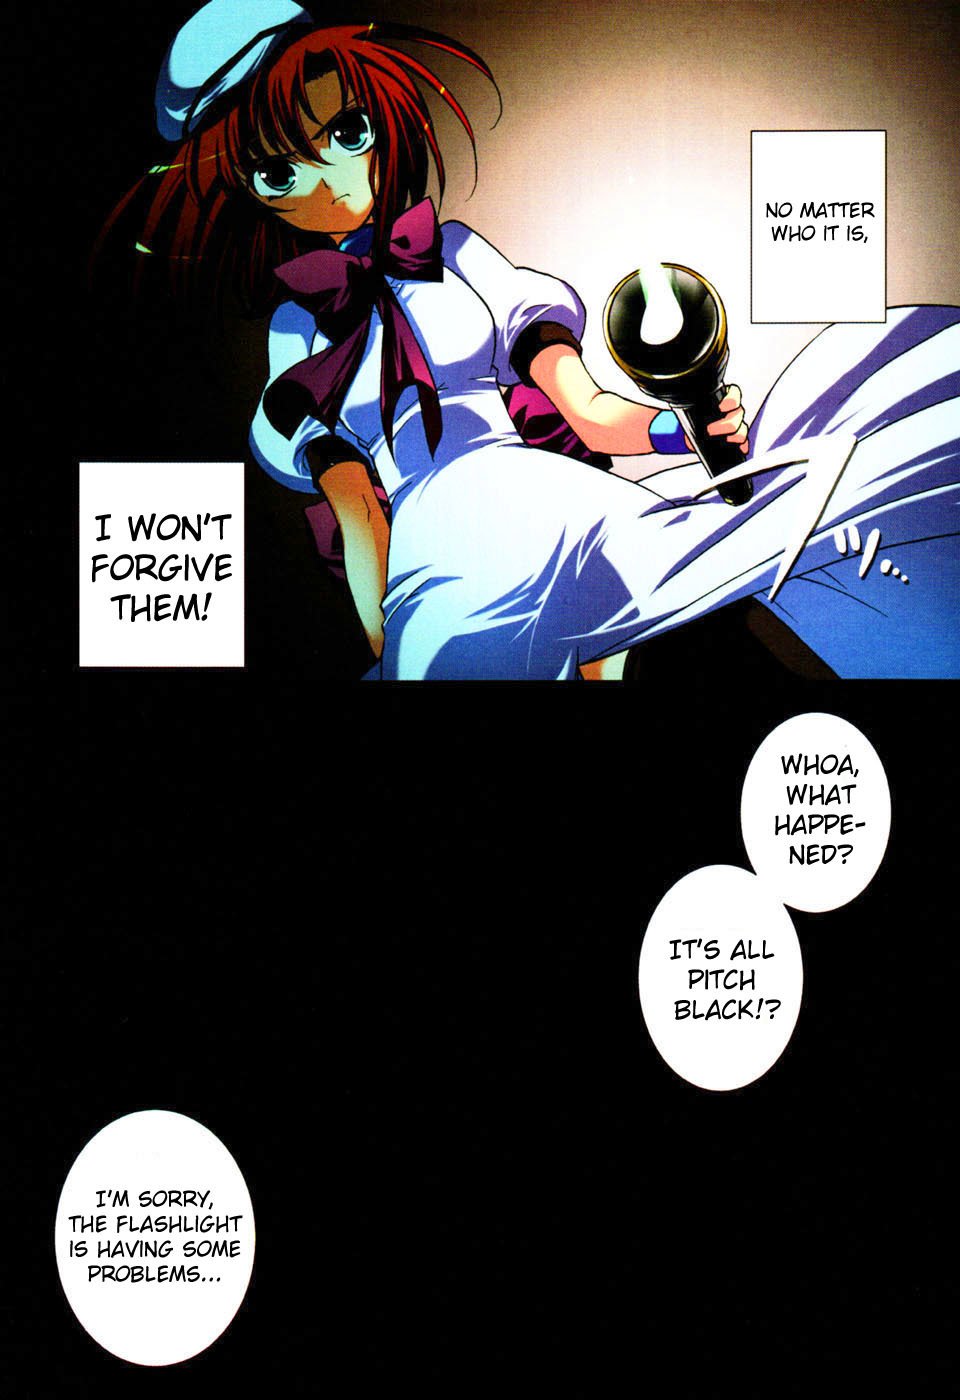 NO MATTER
WHO IT IS,
I WON'T
FORGIVE
THEM!
WHOA,
WHAT
HAPPE-
NED?
IT'S ALL
PITCH
BLACK!?
I'M SORRY,
THE FLASHLIGHT
IS HAVING SOME
PROBLEMS...